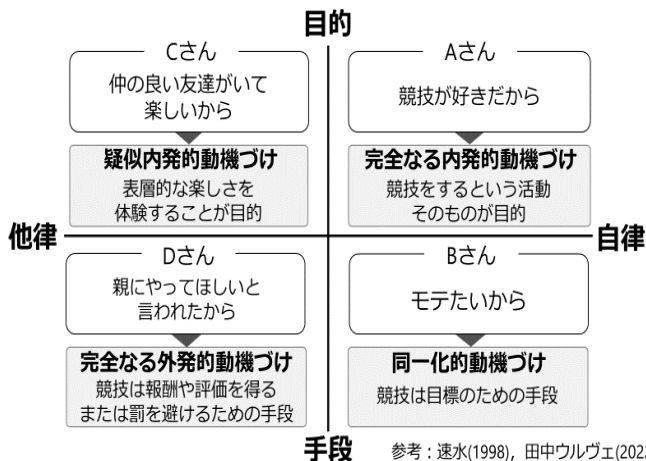 目的
Cさん
仲の良い友達がいて
楽しいから
疑似内発的動機づけ
表層的な楽しさを
体験することが目的
Aさん
競技が好きだから
完全なる内発的動機づけ
競技をするという活動
そのものが目的
他律
自律
Dさん
親にやってほしいと
言われたから
完全なる外発的動機づけ
競技は報酬や評価を得る
または罰を避けるための手段
Bさん
モテたいから
同一化的動機づけ
競技は目標のための手段
手段
参考：速水(1998)，田中ウルヴェ(202